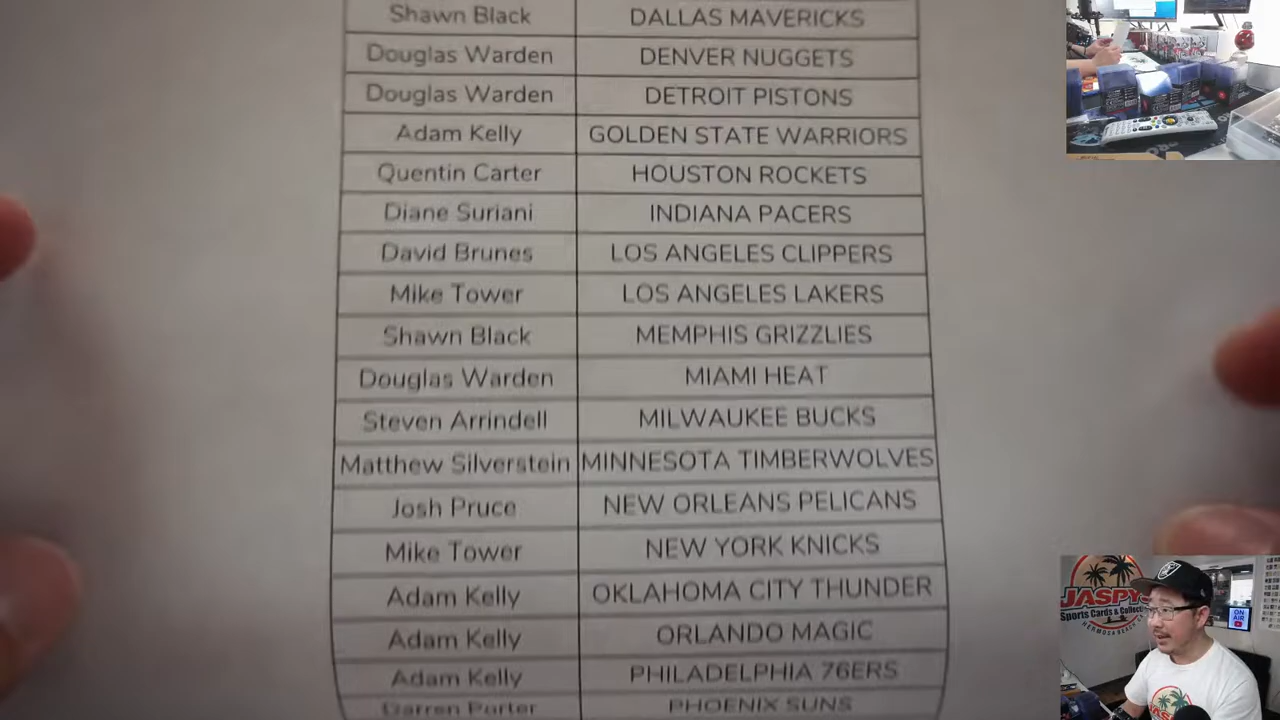 Shawn Black DALLAS MAVERICKS
Douglas Warden DENVER NUGGETS
Douglas Warden DETROIT PISTONS
Adam Kelly GOLDEN STATE WARRIORS
Quentin Carter HOUSTON ROCKETS
Diane Suriani INDIANA PACERS
David Brunes LOS ANGELES CLIPPERS
Mike Tower LOS ANGELES LAKERS
Shawn Black MEMPHIS GRIZZLIES
Douglas Warden MIAMI HEAT
Steven Arrindell MILWAUKEE BUCKS
Matthew Silverstein MINNESOTA TIMBERWOLVES
Josh Pruce NEW ORLEANS PELICANS
Mike Tower NEW YORK KNICKS
Adam Kelly OKLAHOMA CITY THUNDER
Adam Kelly ORLANDO MAGIC
Adam Kelly PHILADELPHIA 76ERS
Darren Porter PHOENIX SUNS
JASPY'S
Sports Cards & Collect
HERMOSA BEACH
ON
AIR